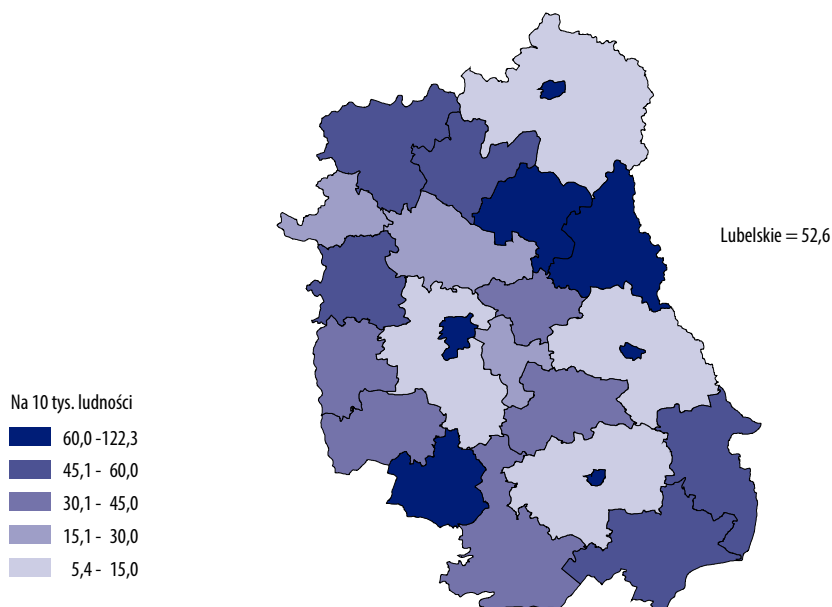 Lubelskie = 52,6
Na 10 tys. ludności
60,0 -122,3
45,1 - 60,0
30,1 - 45,0
15,1 - 30,0
5,4 - 15,0